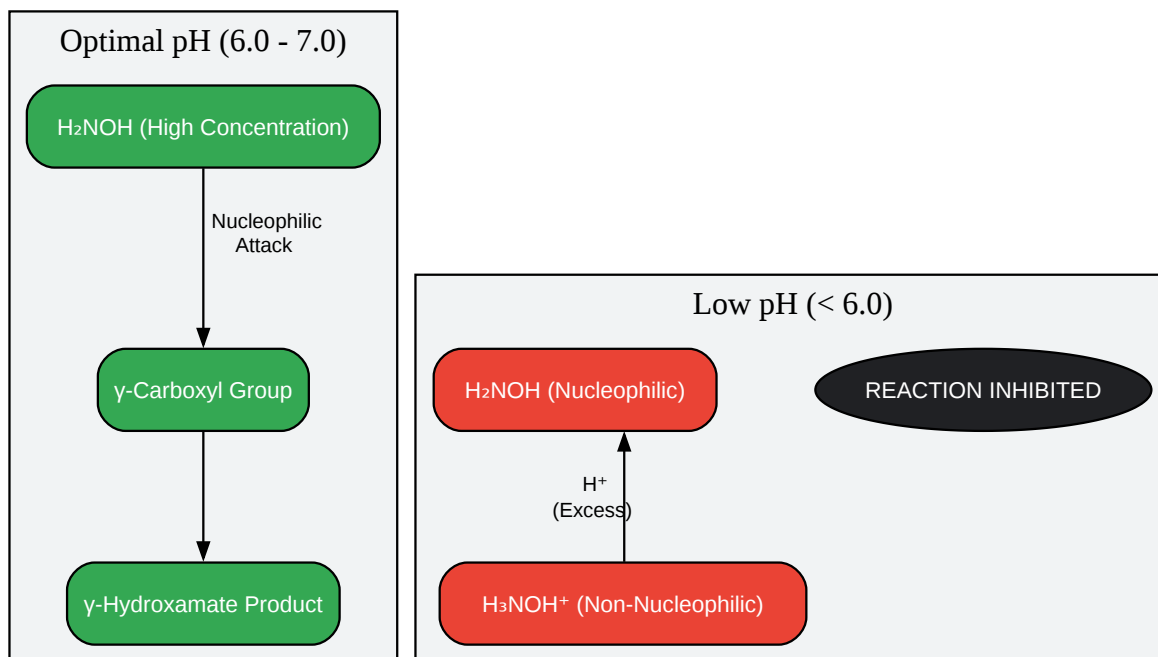 Optimal pH (6.0 - 7.0)
H₂NOH (High Concentration)
Nucleophilic
Attack
γ-Carboxyl Group
γ-Hydroxamate Product
Low pH (< 6.0)
H₂NOH (Nucleophilic)
REACTION INHIBITED
H⁺
(Excess)
H₃NOH⁺ (Non-Nucleophilic)